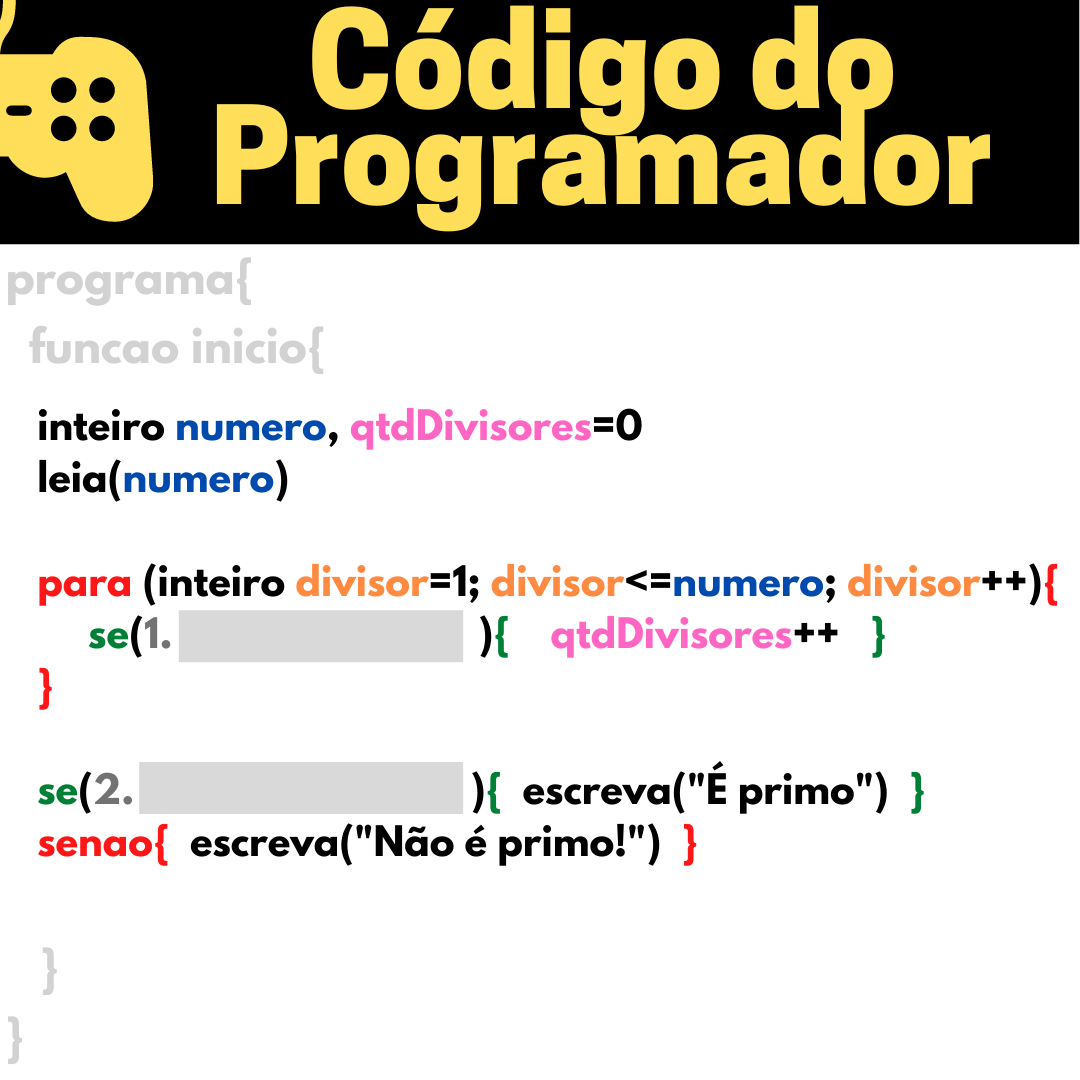 Código do
Programador
programa{
funcao inicio{
inteiro numero, qtdDivisores=0
leia(numero)
para (inteiro divisor=1; divisor<=numero; divisor++){
se(1. ){ qtdDivisores++ }
}
se(2. ){ escreva("É primo") }
senao{ escreva("Não é primo!") }
}
}